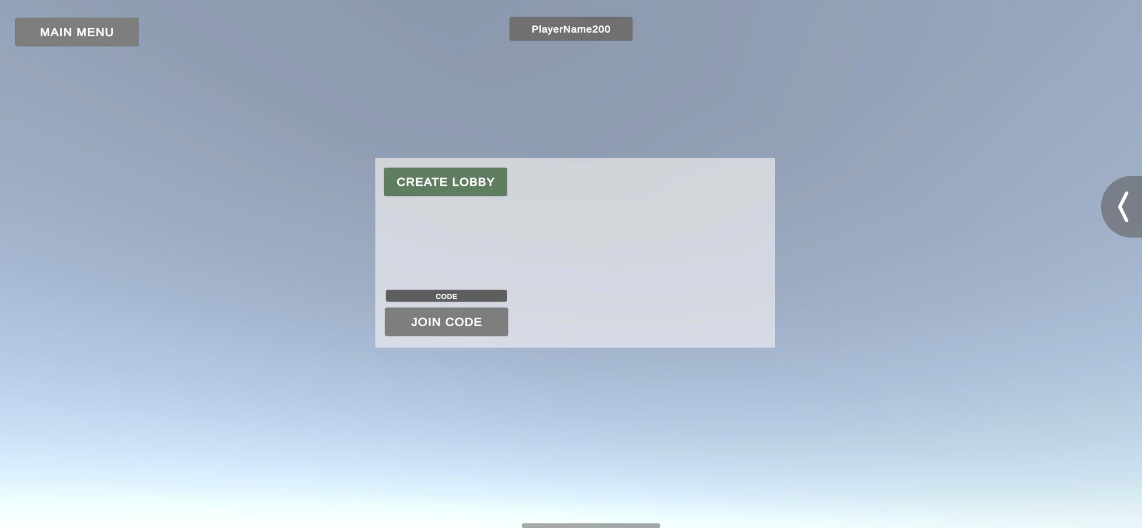 MAIN MENU
PlayerName200
CREATE LOBBY
CODE
JOIN CODE